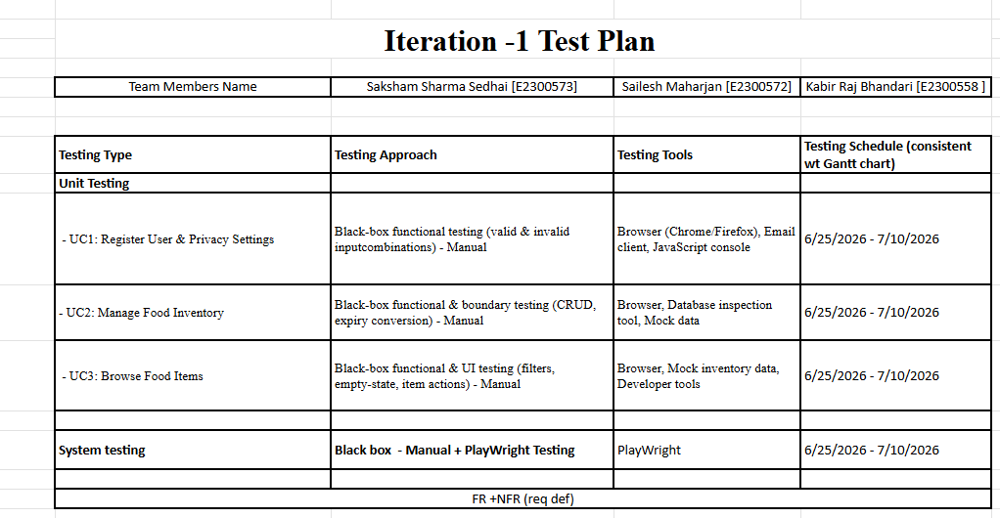 Iteration -1 Test Plan
Team Members Name
Saksham Sharma Sedhai [E2300573]
Sailesh Maharjan [E2300572]
Kabir Raj Bhandari [E2300558 ]
Testing Type
Testing Approach
Testing Tools
Testing Schedule (consistent
wt Gantt chart)
Unit Testing
- UC1: Register User & Privacy Settings
Black-box functional testing (valid & invalid
inputcombinations) - Manual
Browser (Chrome/Firefox), Email
client, JavaScript console
6/25/2026 - 7/10/2026
- UC2: Manage Food Inventory
Black-box functional & boundary testing (CRUD,
expiry conversion) - Manual
Browser, Database inspection
tool, Mock data
6/25/2026 - 7/10/2026
- UC3: Browse Food Items
Black-box functional & UI testing (filters,
empty-state, item actions) - Manual
Browser, Mock inventory data,
Developer tools
6/25/2026 - 7/10/2026
System testing
Black box  - Manual + PlayWright Testing
PlayWright
6/25/2026 - 7/10/2026
FR +NFR (req def)